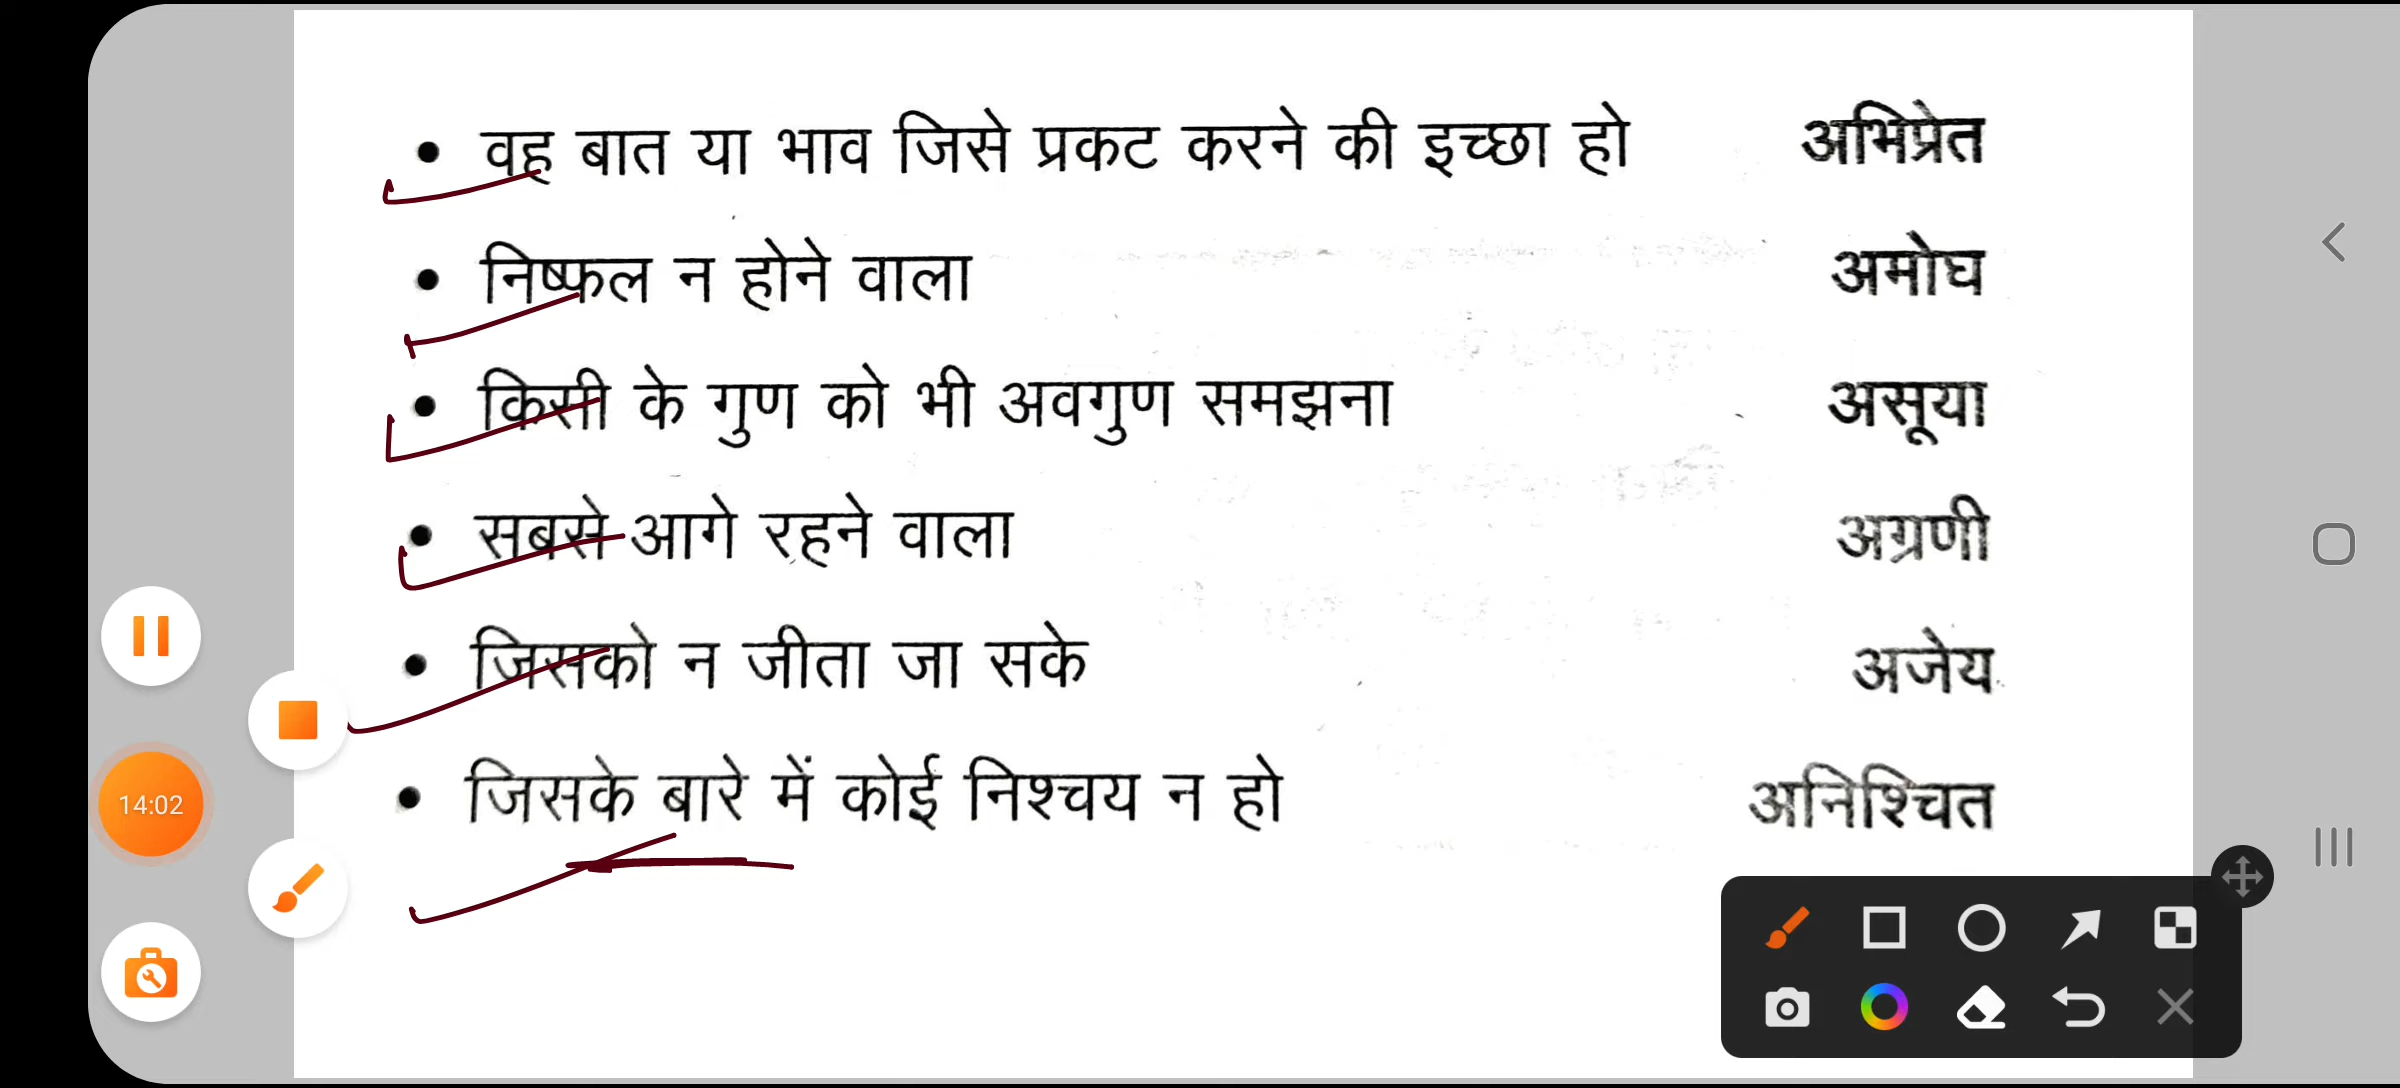 • वह बात या भाव जिसे प्रकट करने की इच्छा हो अभिप्रेत
• निष्फल न होने वाला अमोघ
• किसी के गुण को भी अवगुण समझना असूया
• सबसे आगे रहने वाला अग्रणी
• जिसको न जीता जा सके अजेय
• जिसके बारे में कोई निश्चय न हो अनिश्चित
14:02